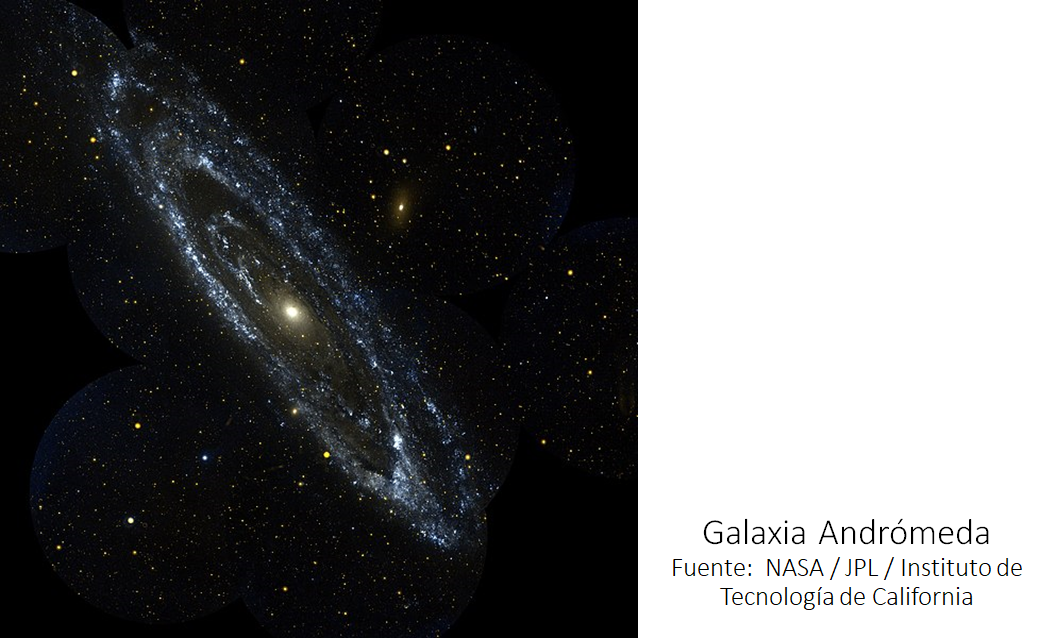 Galaxia Andrómeda
Fuente:  NASA / JPL / Instituto de
Tecnología de California